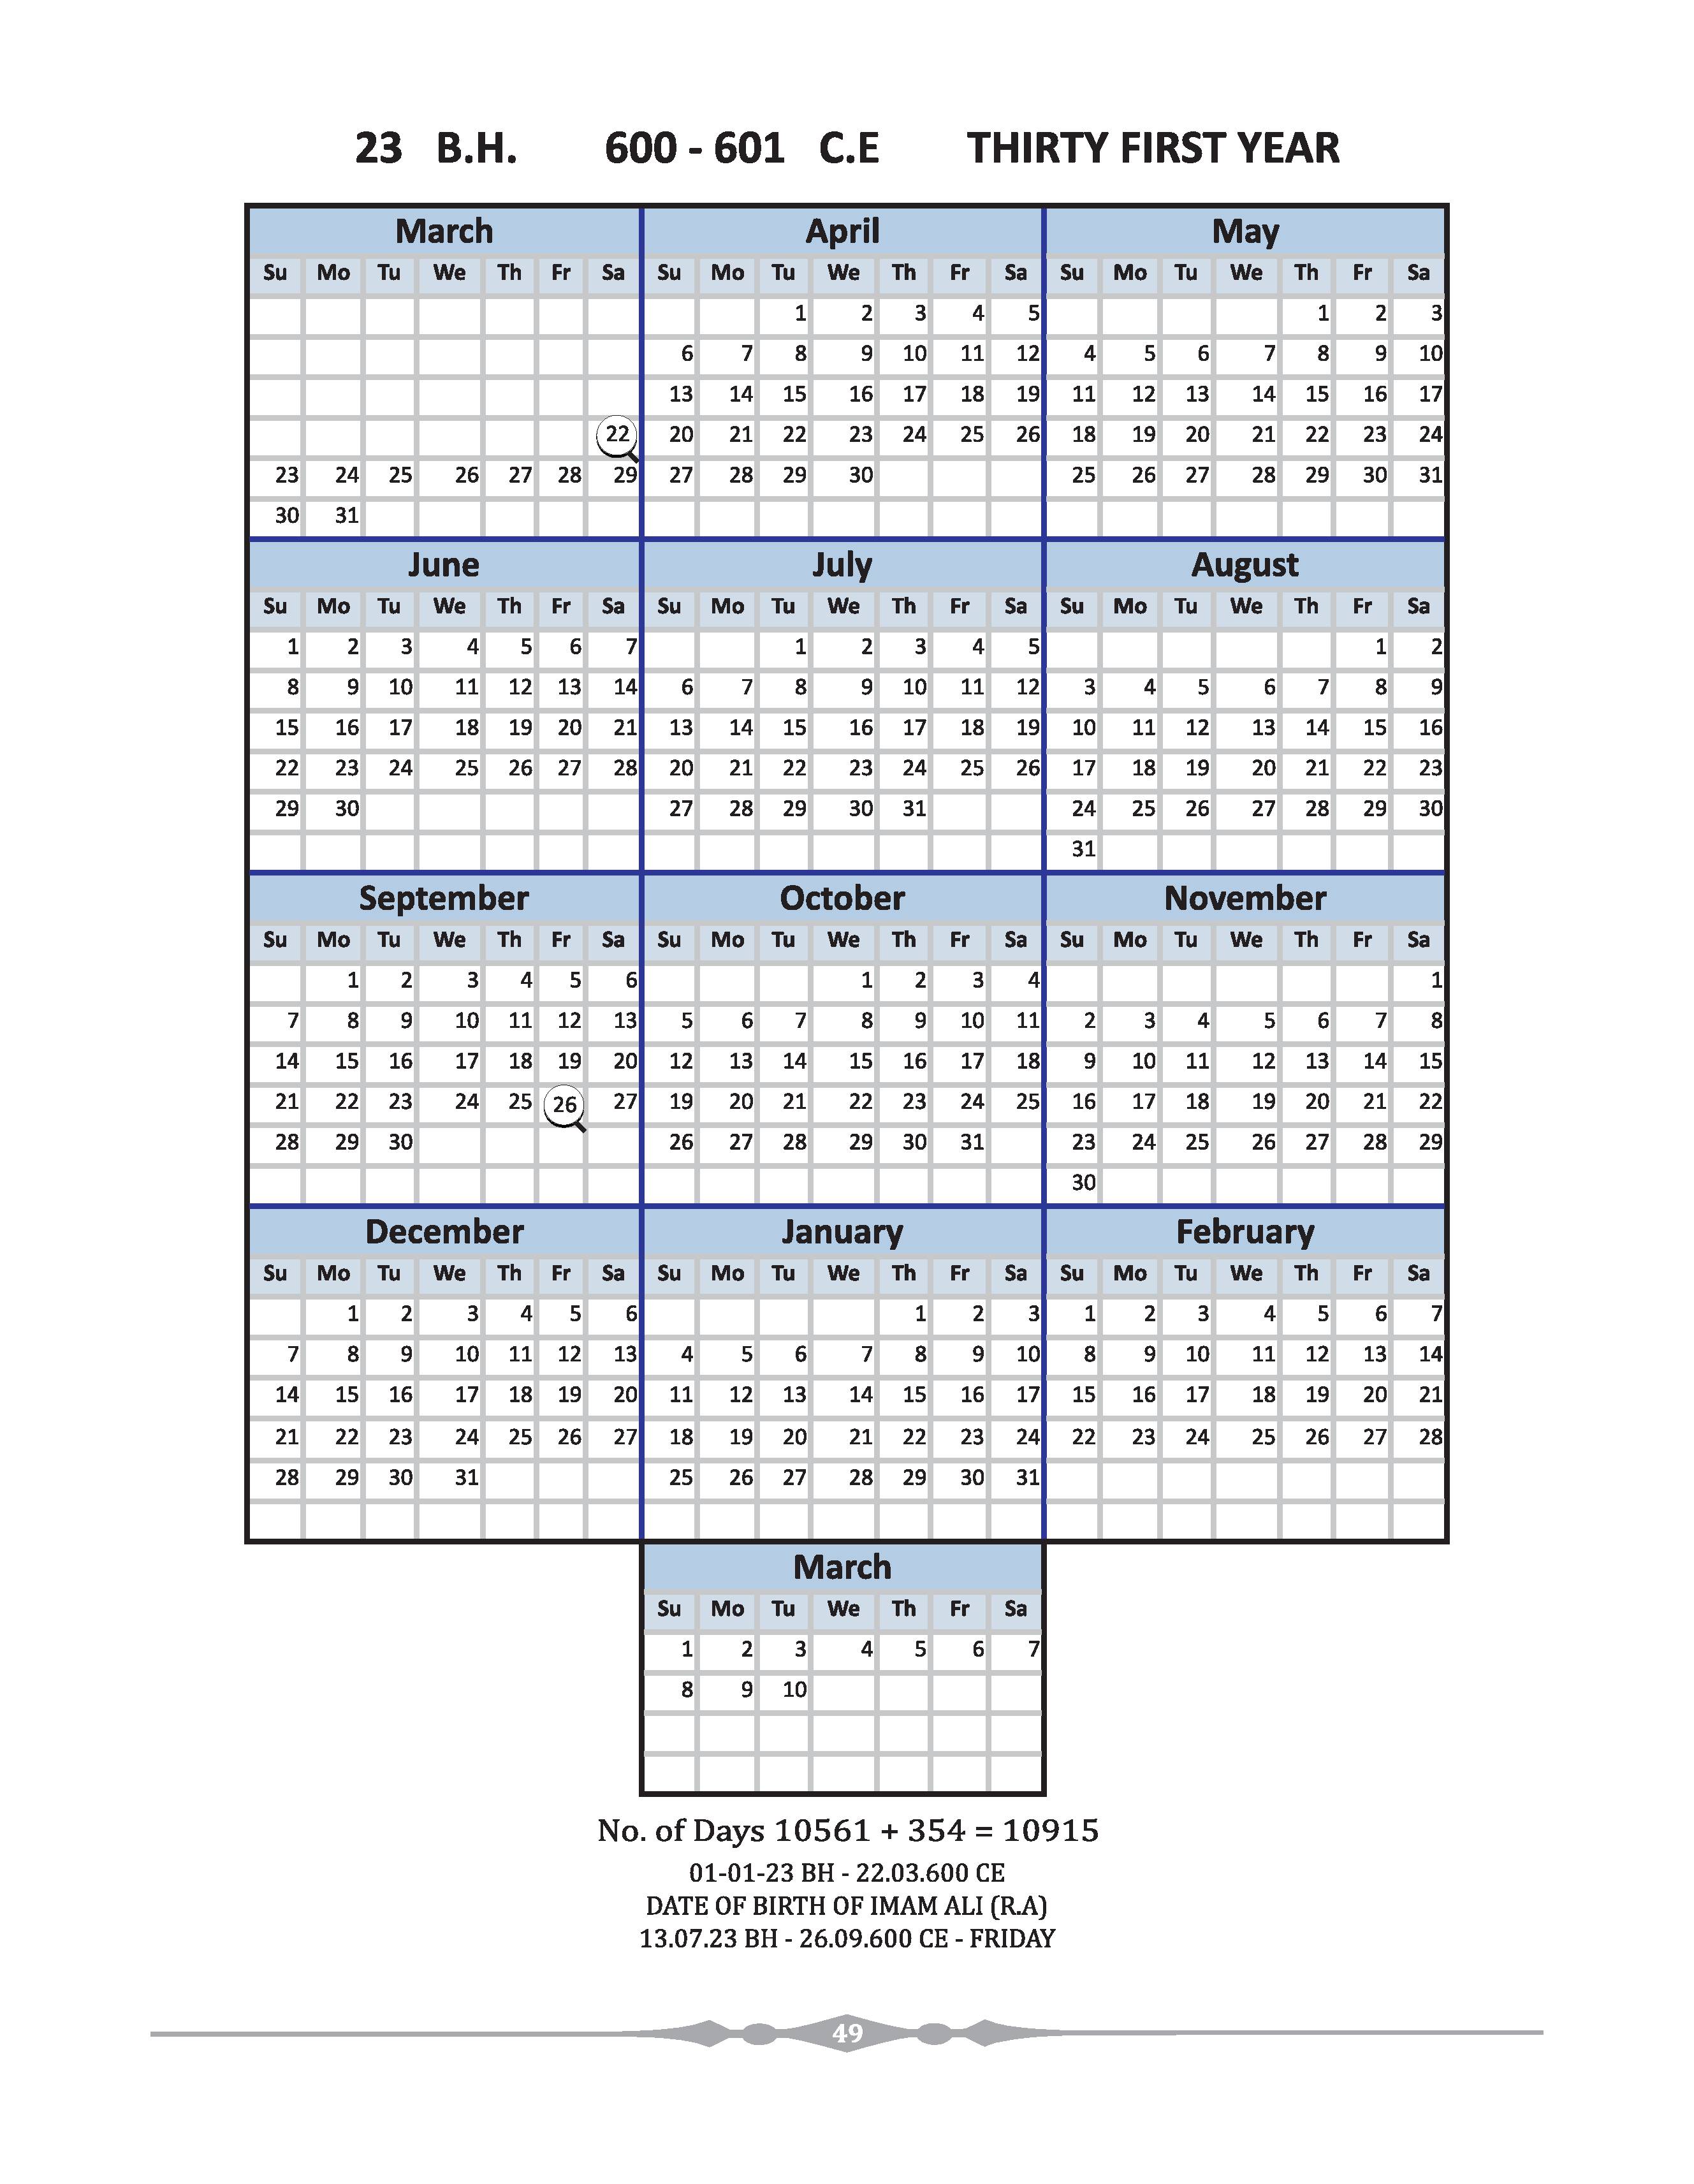 23 B.H. 600 - 601 C.E THIRTY FIRST YEAR
March April May
Su Mo Tu We Th Fr Sa Su Mo Tu We Th Fr Sa Su Mo Tu We Th Fr Sa
1 2 3 4 5 1 2 3
6 7 8 9 10 11 12 4 5 6 7 8 9 10
13 14 15 16 17 18 19 11 12 13 14 15 16 17
22 20 21 22 23 24 25 26 18 19 20 21 22 23 24
23 24 25 26 27 28 29 27 28 29 30 25 26 27 28 29 30 31
30 31
June July August
Su Mo Tu We Th Fr Sa Su Mo Tu We Th Fr Sa Su Mo Tu We Th Fr Sa
1 2 3 4 5 6 7 1 2 3 4 5 1 2
8 9 10 11 12 13 14 6 7 8 9 10 11 12 3 4 5 6 7 8 9
15 16 17 18 19 20 21 13 14 15 16 17 18 19 10 11 12 13 14 15 16
22 23 24 25 26 27 28 20 21 22 23 24 25 26 17 18 19 20 21 22 23
29 30 27 28 29 30 31 24 25 26 27 28 29 30
31
September October November
Su Mo Tu We Th Fr Sa Su Mo Tu We Th Fr Sa Su Mo Tu We Th Fr Sa
1 2 3 4 5 6 1 2 3 4 1
7 8 9 10 11 12 13 5 6 7 8 9 10 11 2 3 4 5 6 7 8
14 15 16 17 18 19 20 12 13 14 15 16 17 18 9 10 11 12 13 14 15
21 22 23 24 25 26 27 19 20 21 22 23 24 25 16 17 18 19 20 21 22
28 29 30 26 27 28 29 30 31 23 24 25 26 27 28 29
30
December January February
Su Mo Tu We Th Fr Sa Su Mo Tu We Th Fr Sa Su Mo Tu We Th Fr Sa
1 2 3 4 5 6 1 2 3 1 2 3 4 5 6 7
7 8 9 10 11 12 13 4 5 6 7 8 9 10 8 9 10 11 12 13 14
14 15 16 17 18 19 20 11 12 13 14 15 16 17 15 16 17 18 19 20 21
21 22 23 24 25 26 27 18 19 20 21 22 23 24 22 23 24 25 26 27 28
28 29 30 31 25 26 27 28 29 30 31
March
Su Mo Tu We Th Fr Sa
1 2 3 4 5 6 7
8 9 10
No. of Days 10561 + 354 = 10915
01-01-23 BH - 22.03.600 CE
DATE OF BIRTH OF IMAM ALI (R.A)
13.07.23 BH - 26.09.600 CE - FRIDAY
49